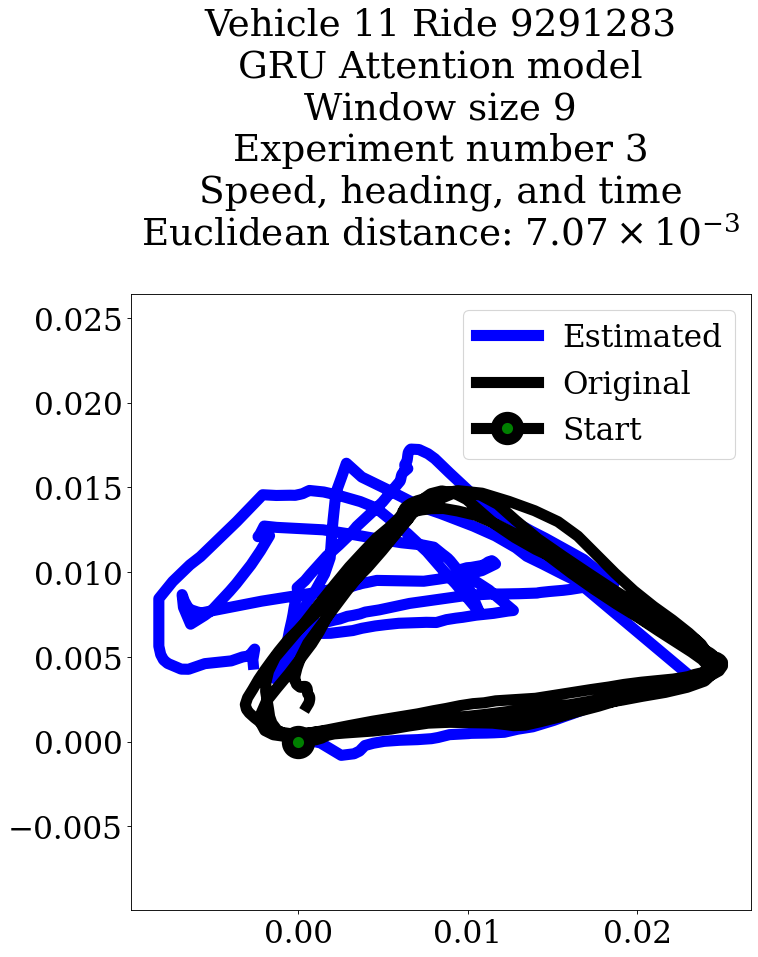 Vehicle 11 Ride 9291283
GRU Attention model
Window size 9
Experiment number 3
Speed, heading, and time
Euclidean distance: 7.07 × 10⁻³
Estimated
Original
Start
0.025
0.020
0.015
0.010
0.005
0.000
−0.005
0.00 0.01 0.02